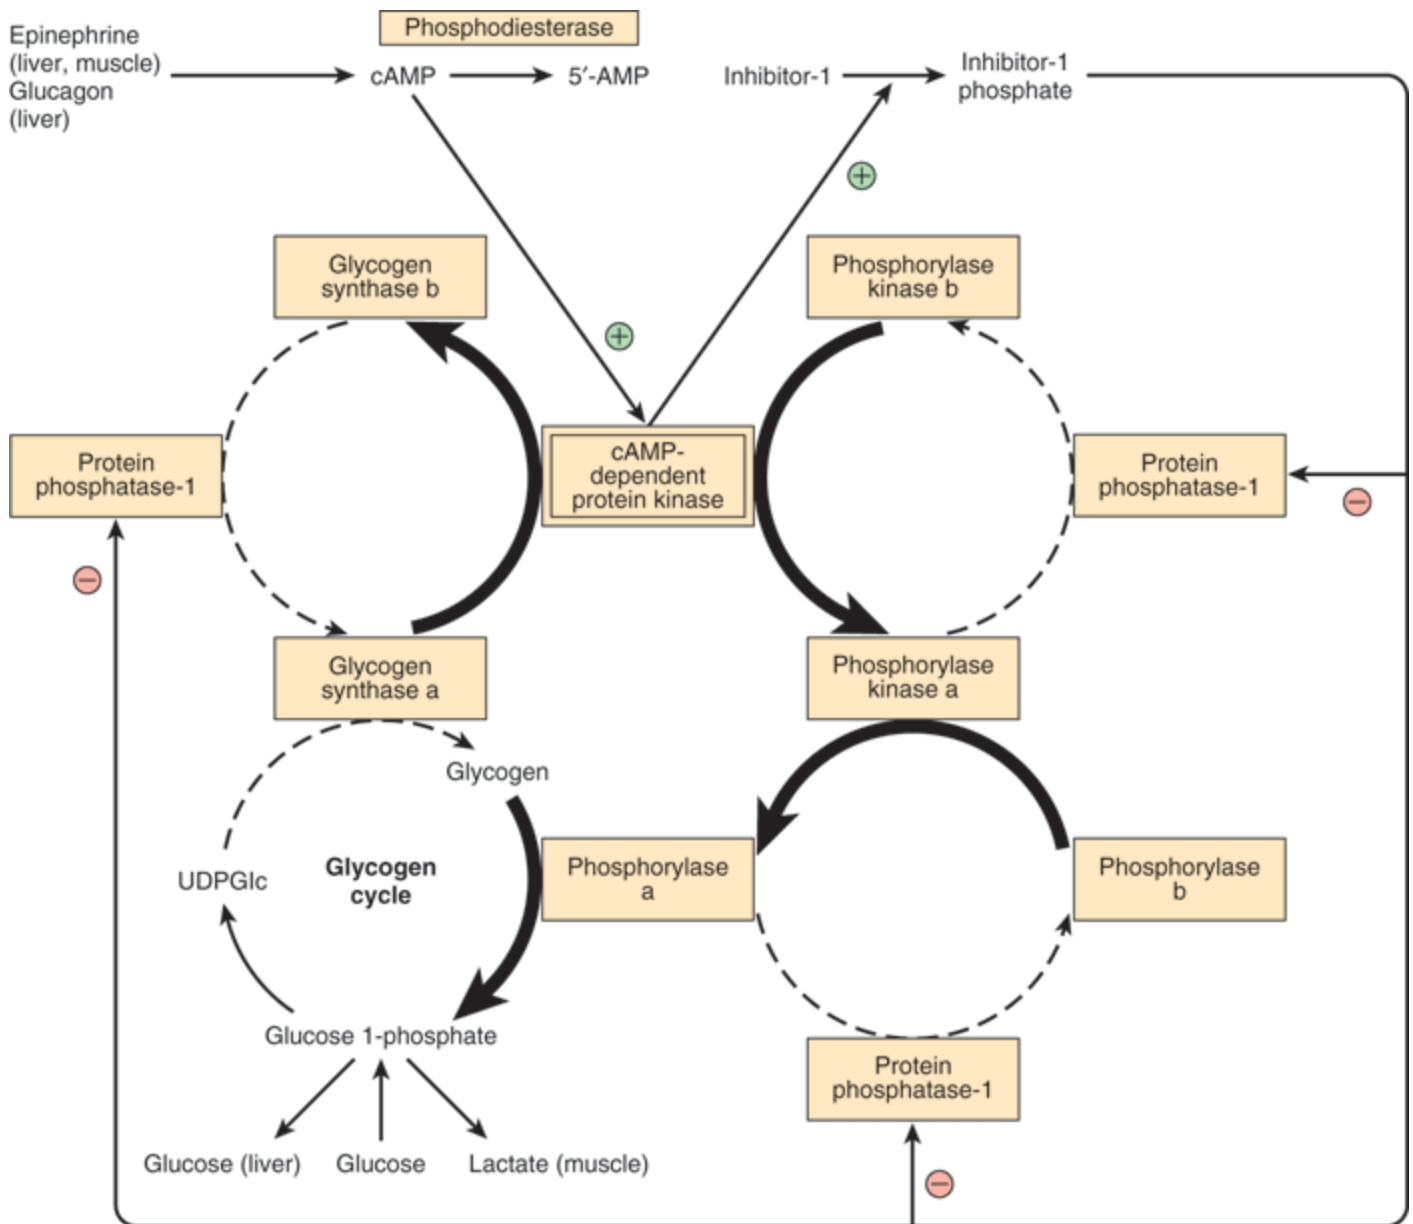 Phosphodiesterase
Epinephrine
(liver, muscle)
Glucagon
(liver)
cAMP
5′-AMP
Inhibitor-1
Inhibitor-1
phosphate
+
Glycogen
synthase b
Phosphorylase
kinase b
+
Protein
phosphatase-1
cAMP-
dependent
protein kinase
Protein
phosphatase-1
−
−
Glycogen
synthase a
Phosphorylase
kinase a
Glycogen
UDPGlc
Glycogen
cycle
Phosphorylase
a
Phosphorylase
b
Glucose 1-phosphate
Protein
phosphatase-1
Glucose (liver)
Glucose
Lactate (muscle)
−